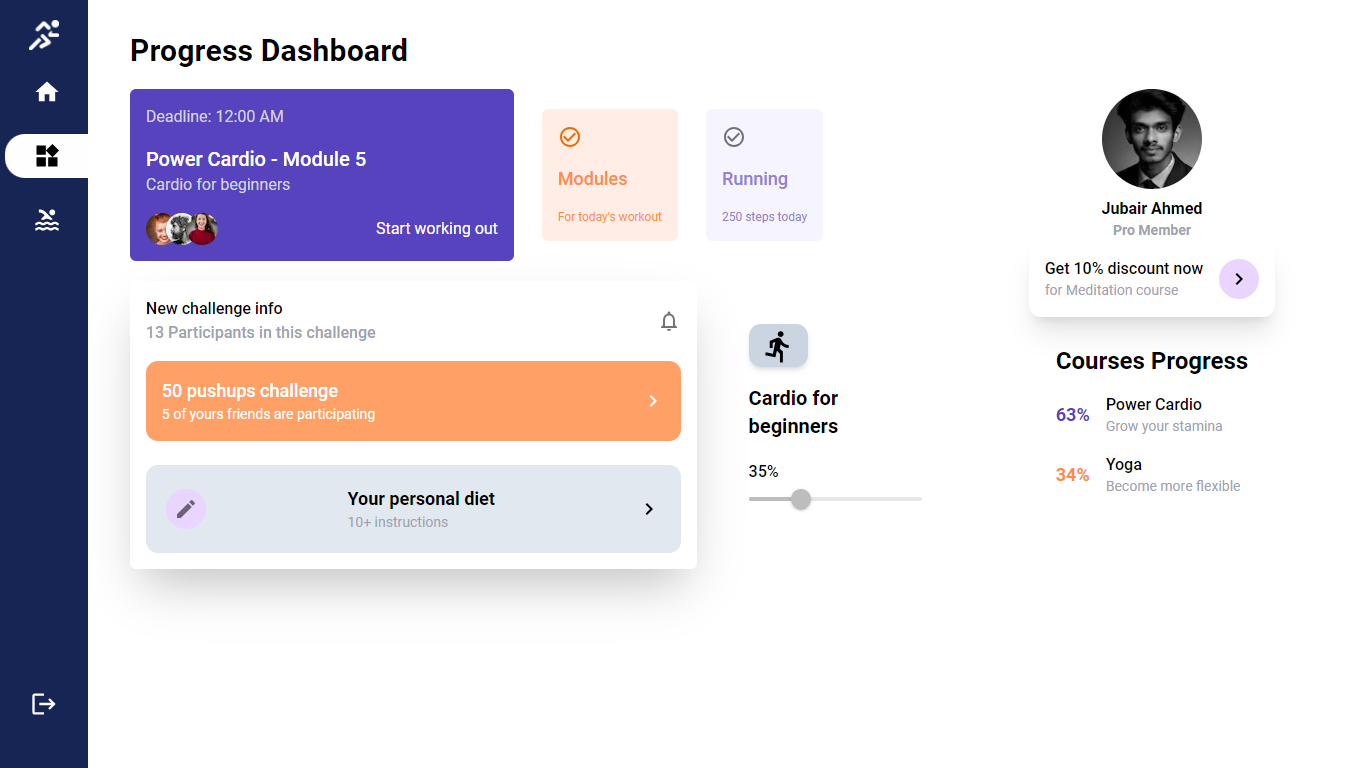 Progress Dashboard
Deadline: 12:00 AM
Power Cardio - Module 5
Cardio for beginners
Start working out
Modules
For today's workout
Running
250 steps today
New challenge info
13 Participants in this challenge
50 pushups challenge
5 of yours friends are participating
Your personal diet
10+ instructions
Cardio for
beginners
35%
Jubair Ahmed
Pro Member
Get 10% discount now
for Meditation course
Courses Progress
63%
Power Cardio
Grow your stamina
34%
Yoga
Become more flexible